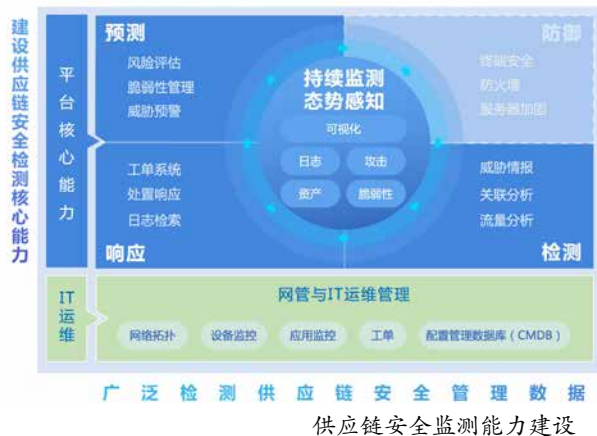 建设供应链安全检测核心能力
平台核心能力
预测
风险评估
脆弱性管理
威胁预警
防御
终端安全
防火墙
服务器加固
持续监测
态势感知
可视化
日志
攻击
资产
脆弱性
工单系统
处置响应
日志检索
响应
威胁情报
关联分析
流量分析
检测
IT运维
网管与IT运维管理
网络拓扑
设备监控
应用监控
工单
配置管理数据库（CMDB）
广泛检测供应链安全管理数据
供应链安全监测能力建设